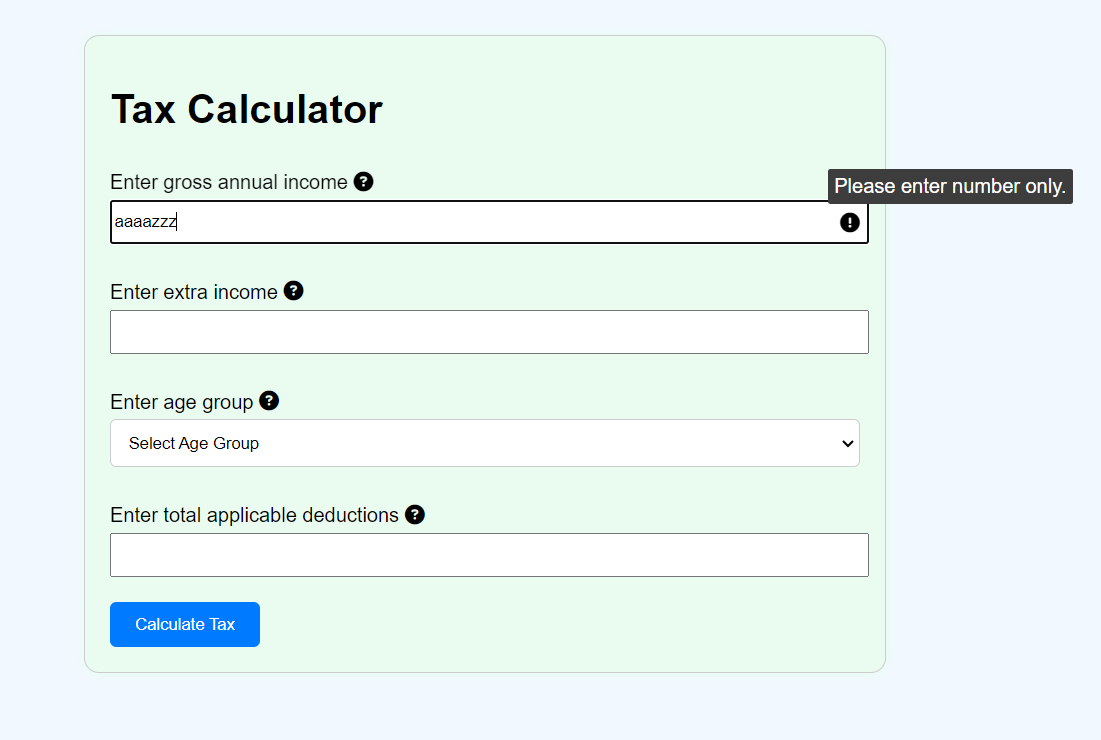 Tax Calculator
Enter gross annual income
Please enter number only.
aaaazzz
Enter extra income
Enter age group
Select Age Group
Enter total applicable deductions
Calculate Tax